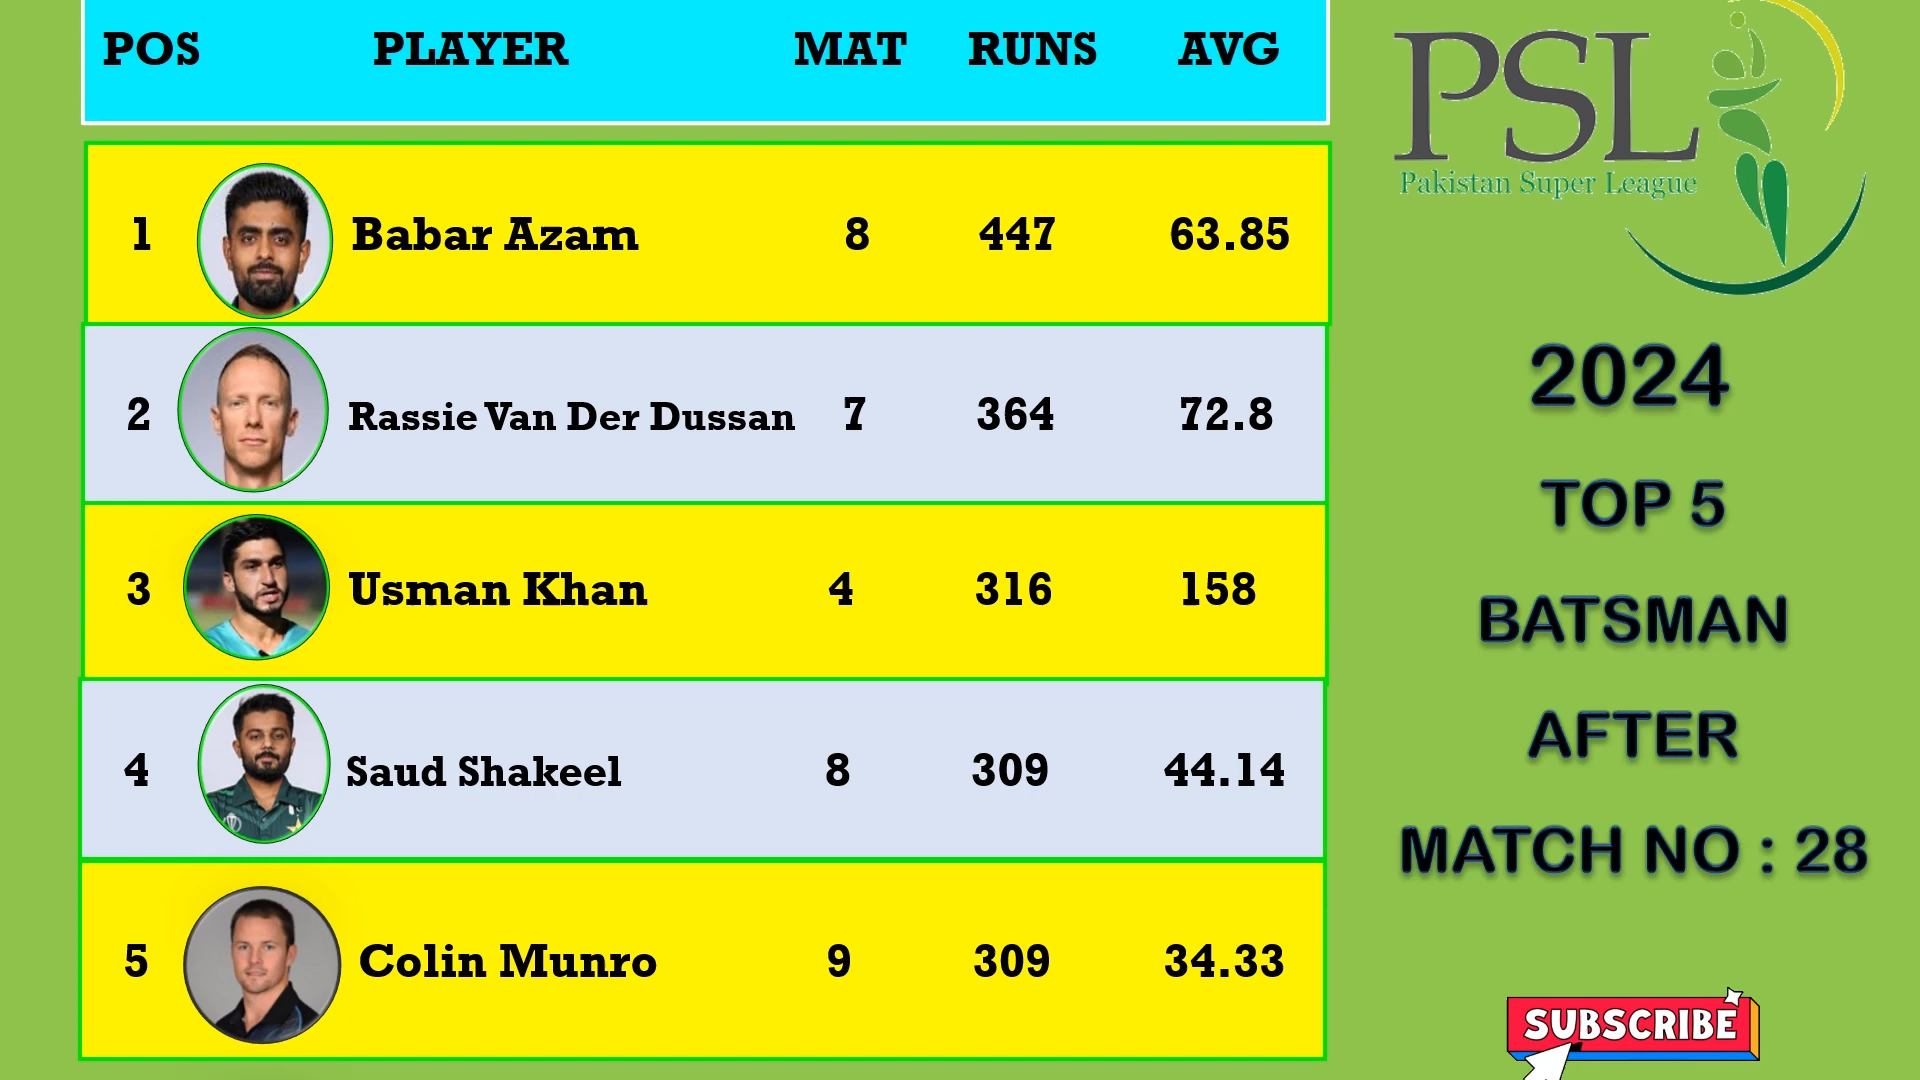 POS PLAYER MAT RUNS AVG
1 Babar Azam 8 447 63.85
2 Rassie Van Der Dussan 7 364 72.8
3 Usman Khan 4 316 158
4 Saud Shakeel 8 309 44.14
5 Colin Munro 9 309 34.33
PSL
Pakistan Super League
2024
TOP 5
BATSMAN
AFTER
MATCH NO : 28
SUBSCRIBE